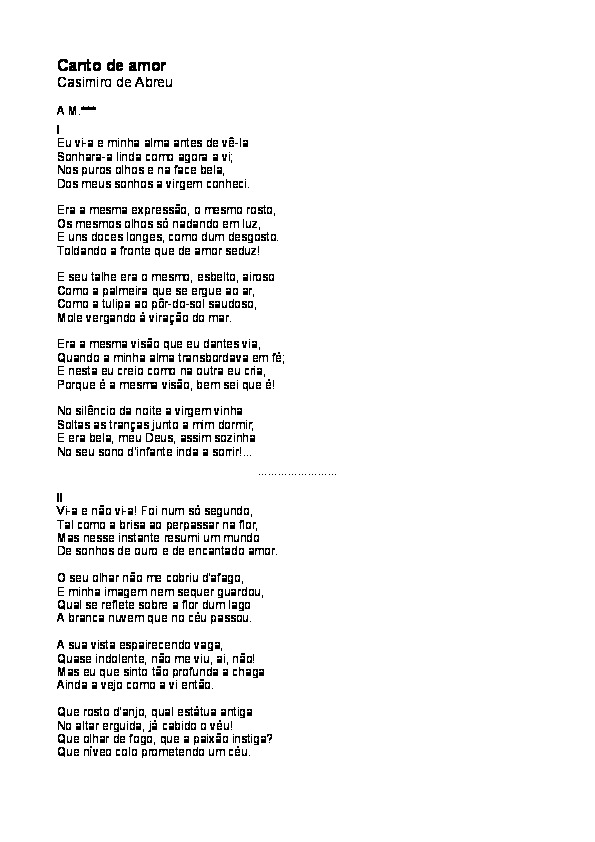 Canto de amor
Casimiro de Abreu
A M.***
I
Eu vi-a e minha alma antes de vê-la
Sonhara-a linda como agora a vi;
Nos puros olhos e na face bela,
Dos meus sonhos a virgem conheci.
Era a mesma expressão, o mesmo rosto,
Os mesmos olhos só nadando em luz,
E uns doces longes, como dum desgosto.
Toldando a fronte que de amor seduz!
E seu talhe era o mesmo, esbelto, airoso
Como a palmeira que se ergue ao ar,
Como a tulipa ao pôr-do-sol saudoso,
Mole vergando à viração do mar.
Era a mesma visão que eu dantes via,
Quando a minha alma transbordava em fé;
E nesta eu creio como na outra eu cria,
Porque é a mesma visão, bem sei que é!
No silêncio da noite a virgem vinha
Soltas as tranças junto a mim dormir,
E era bela, meu Deus, assim sozinha
No seu sono d'infante inda a sorrir!...
........................
II
Vi-a e não vi-a! Foi num só segundo,
Tal como a brisa ao perpassar na flor,
Mas nesse instante resumi um mundo
De sonhos de ouro e de encantado amor.
O seu olhar não me cobriu d'afago,
E minha imagem nem sequer guardou,
Qual se reflete sobre a flor dum lago
A branca nuvem que no céu passou.
A sua vista espairecendo vaga,
Quase indolente, não me viu, ai, não!
Mas eu que sinto tão profunda a chaga
Ainda a vejo como a vi então.
Que rosto d'anjo, qual estátua antiga
No altar erguida, já cabido o véu!
Que olhar de fogo, que a paixão instiga?
Que níveo colo prometendo um céu.